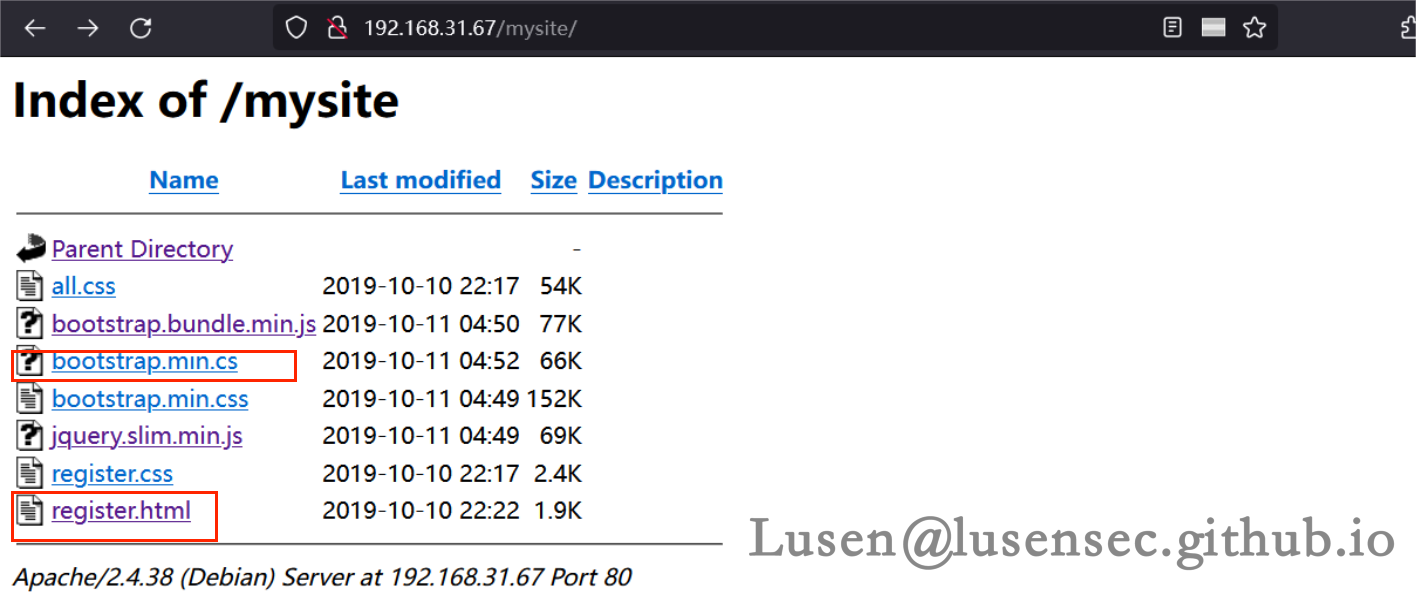 192.168.31.67/mysite/
Index of /mysite
Name Last modified Size Description
Parent Directory -
all.css 2019-10-10 22:17 54K
bootstrap.bundle.min.js 2019-10-11 04:50 77K
bootstrap.min.cs 2019-10-11 04:52 66K
bootstrap.min.css 2019-10-11 04:49 152K
jquery.slim.min.js 2019-10-11 04:49 69K
register.css 2019-10-10 22:17 2.4K
register.html 2019-10-10 22:22 1.9K
Lusen@lusensec.github.io
Apache/2.4.38 (Debian) Server at 192.168.31.67 Port 80